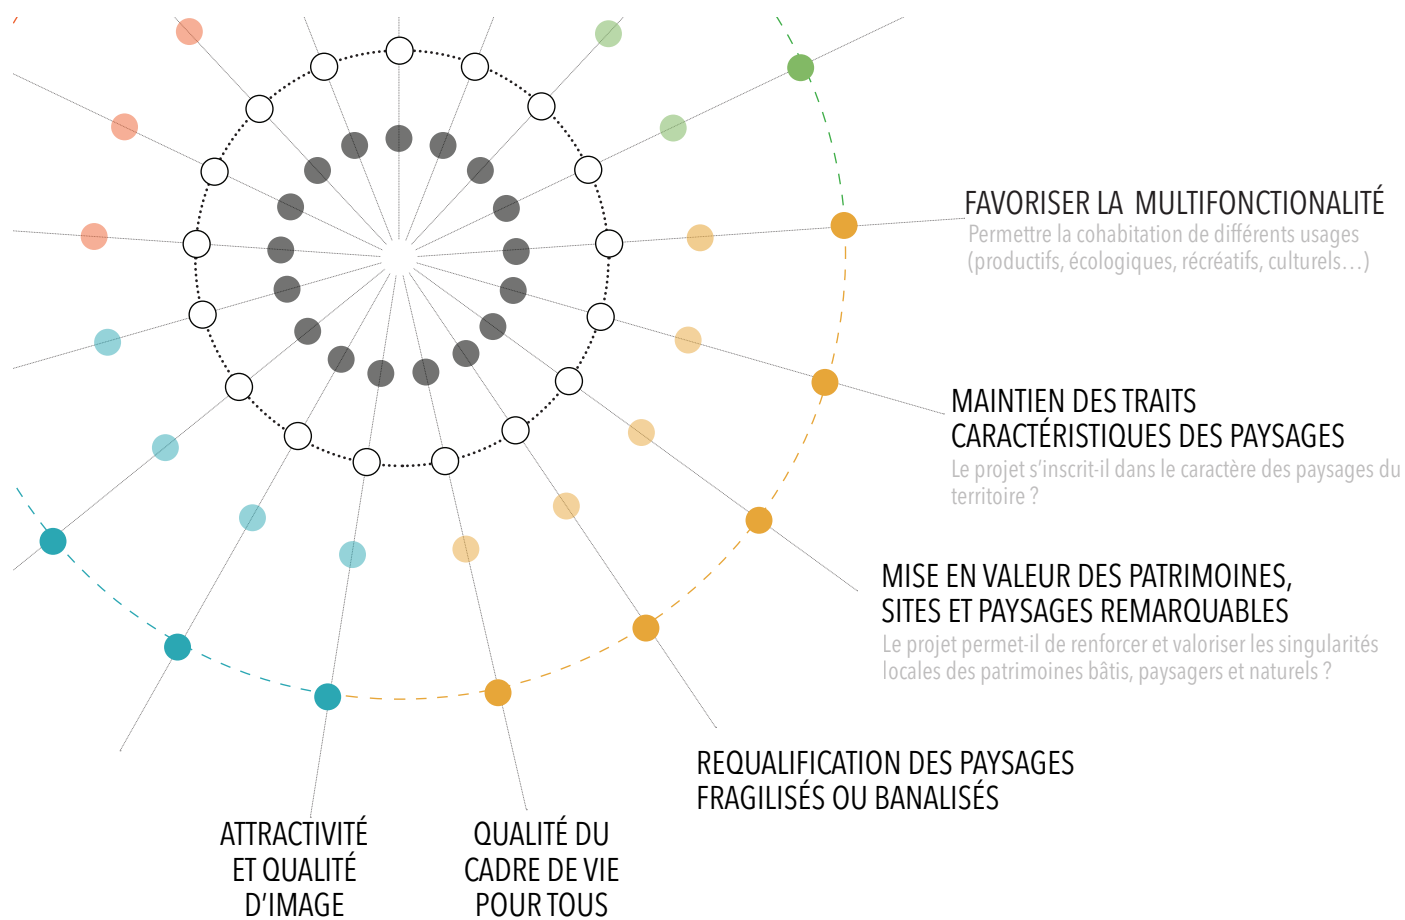 FAVORISER LA MULTIFONCTIONALITÉ
Permettre la cohabitation de différents usages
(productifs, écologiques, récréatifs, culturels…)
MAINTIEN DES TRAITS
CARACTÉRISTIQUES DES PAYSAGES
Le projet s’inscrit-il dans le caractère des paysages du
territoire ?
MISE EN VALEUR DES PATRIMOINES,
SITES ET PAYSAGES REMARQUABLES
Le projet permet-il de renforcer et valoriser les singularités
locales des patrimoines bâtis, paysagers et naturels ?
REQUALIFICATION DES PAYSAGES
FRAGILISÉS OU BANALISÉS
QUALITÉ DU
CADRE DE VIE
POUR TOUS
ATTRACTIVITÉ
ET QUALITÉ
D’IMAGE